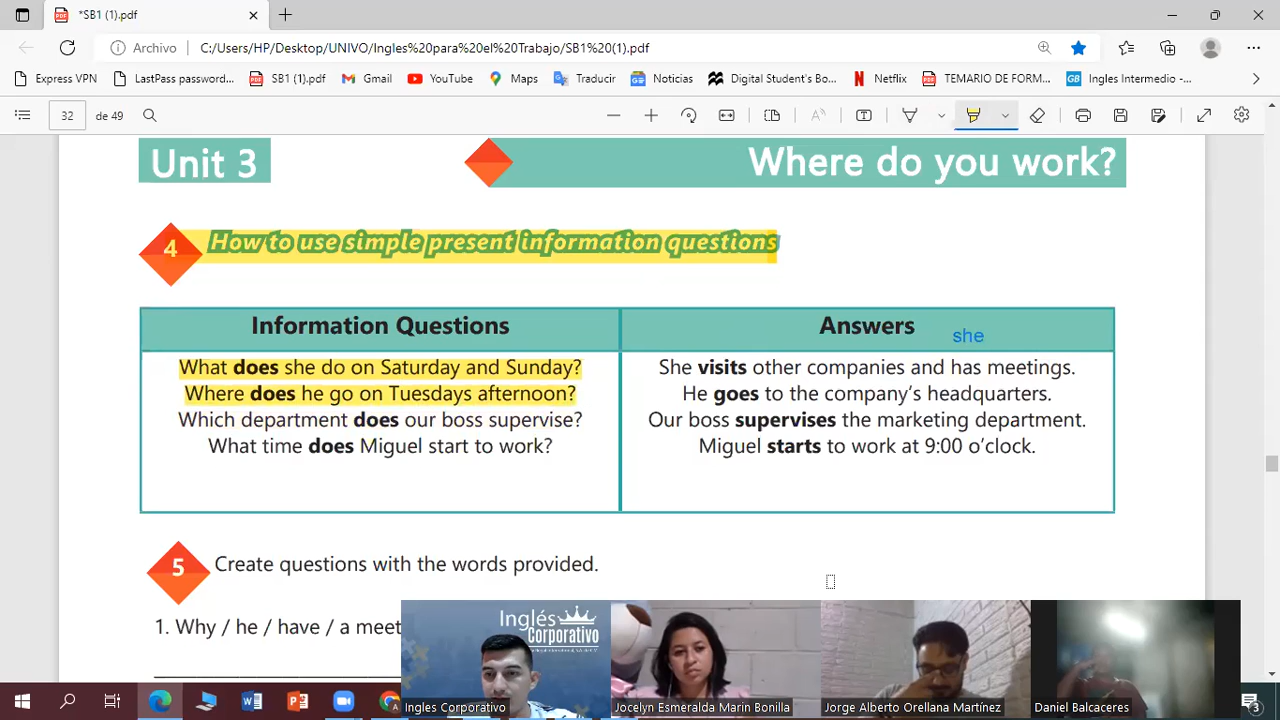 *SB1 (1).pdf
Archivo C:/Users/HP/Desktop/UNIVO/Ingles%20para%20el%20Trabajo/SB1%20(1).pdf
Express VPN LastPass password... SB1 (1).pdf Gmail YouTube Maps Traducir Noticias Digital Student's Bo... Netflix TEMARIO DE FORM... Ingles Intermedio -...
32 de 49
Unit 3 Where do you work?
4 How to use simple present information questions
Information Questions Answers she
What does she do on Saturday and Sunday? She visits other companies and has meetings.
Where does he go on Tuesdays afternoon? He goes to the company's headquarters.
Which department does our boss supervise? Our boss supervises the marketing department.
What time does Miguel start to work? Miguel starts to work at 9:00 o'clock.
5 Create questions with the words provided.
1. Why / he / have / a meet
Inglés
Corporativo
Ingles Corporativo Jocelyn Esmeralda Marin Bonilla Jorge Alberto Orellana Martínez Daniel Balcaceres
3